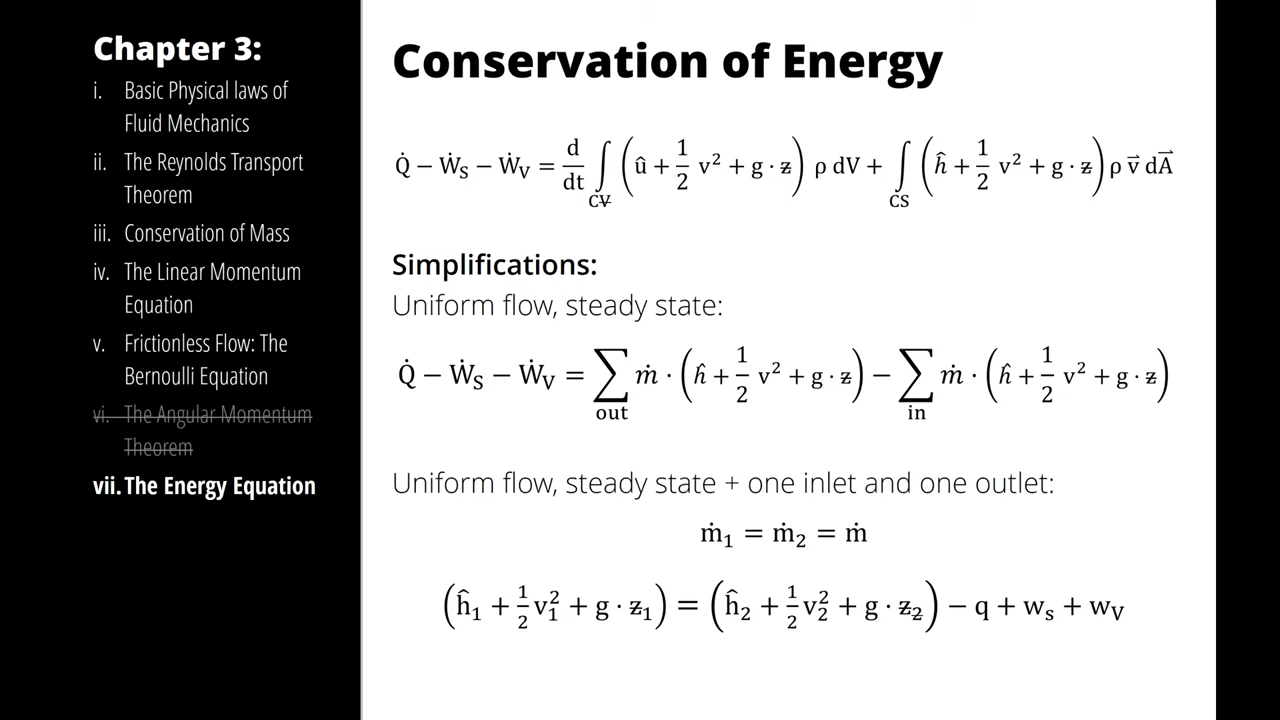 Chapter 3:
i. Basic Physical laws of
Fluid Mechanics
ii. The Reynolds Transport
Theorem
iii. Conservation of Mass
iv. The Linear Momentum
Equation
v. Frictionless Flow: The
Bernoulli Equation
vi. The Angular Momentum
Theorem
vii. The Energy Equation
Conservation of Energy
Q̇ − Ẇ_S − Ẇ_V = d/dt ∫_CV (û + 1/2 v² + g · z) ρ dV + ∫_CS (ĥ + 1/2 v² + g · z) ρ v⃗ dA⃗
Simplifications:
Uniform flow, steady state:
Q̇ − Ẇ_S − Ẇ_V = ∑_out ṁ · (ĥ + 1/2 v² + g · z) − ∑_in ṁ · (ĥ + 1/2 v² + g · z)
Uniform flow, steady state + one inlet and one outlet:
ṁ₁ = ṁ₂ = ṁ
(ĥ₁ + 1/2 v₁² + g · z₁) = (ĥ₂ + 1/2 v₂² + g · z₂) − q + w_s + w_V